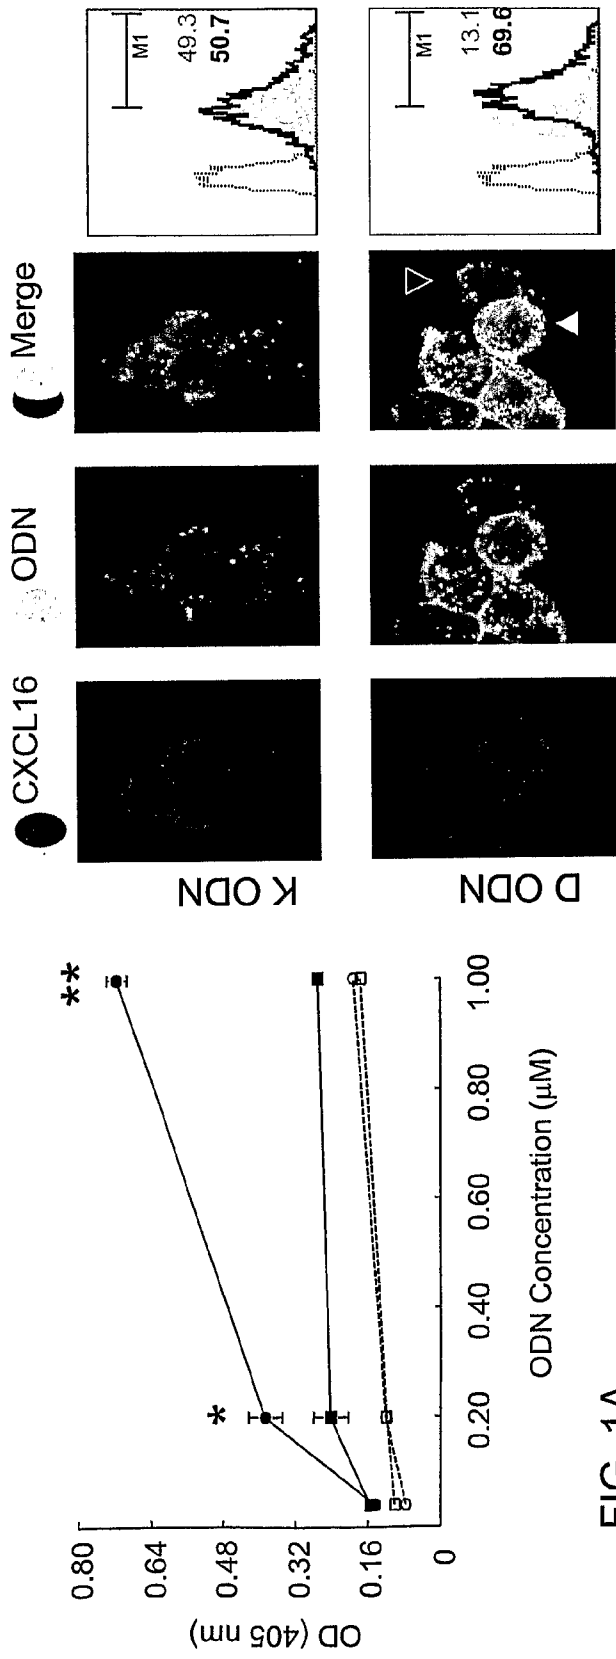 0.80
0.64
0.48
0.32
0.16
0
OD (405 nm)
*
**
0.20
0.40
0.60
0.80
1.00
ODN Concentration (µM)
FIG. 1A
CXCL16
ODN
Merge
K ODN
M1
49.3
50.7
D ODN
M1
13.1
69.6